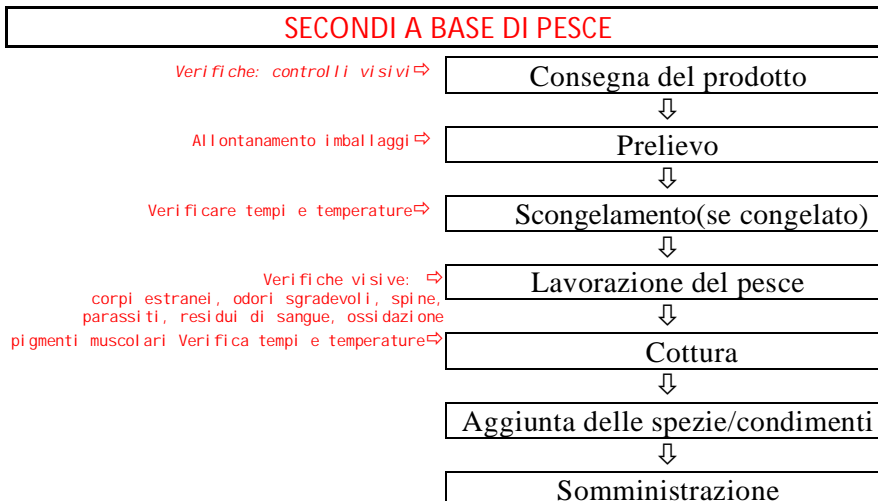 SECONDI A BASE DI PESCE
Verifiche: controlli visivi⇨
Consegna del prodotto
⇩
Allontanamento imballaggi⇨
Prelievo
⇩
Verificare tempi e temperature⇨
Scongelamento(se congelato)
⇩
Verifiche visive: ⇨
Lavorazione del pesce
corpi estranei, odori sgradevoli, spine,
parassiti, residui di sangue, ossidazione
⇩
pigmenti muscolari Verifica tempi e temperature⇨
Cottura
⇩
Aggiunta delle spezie/condimenti
⇩
Somministrazione